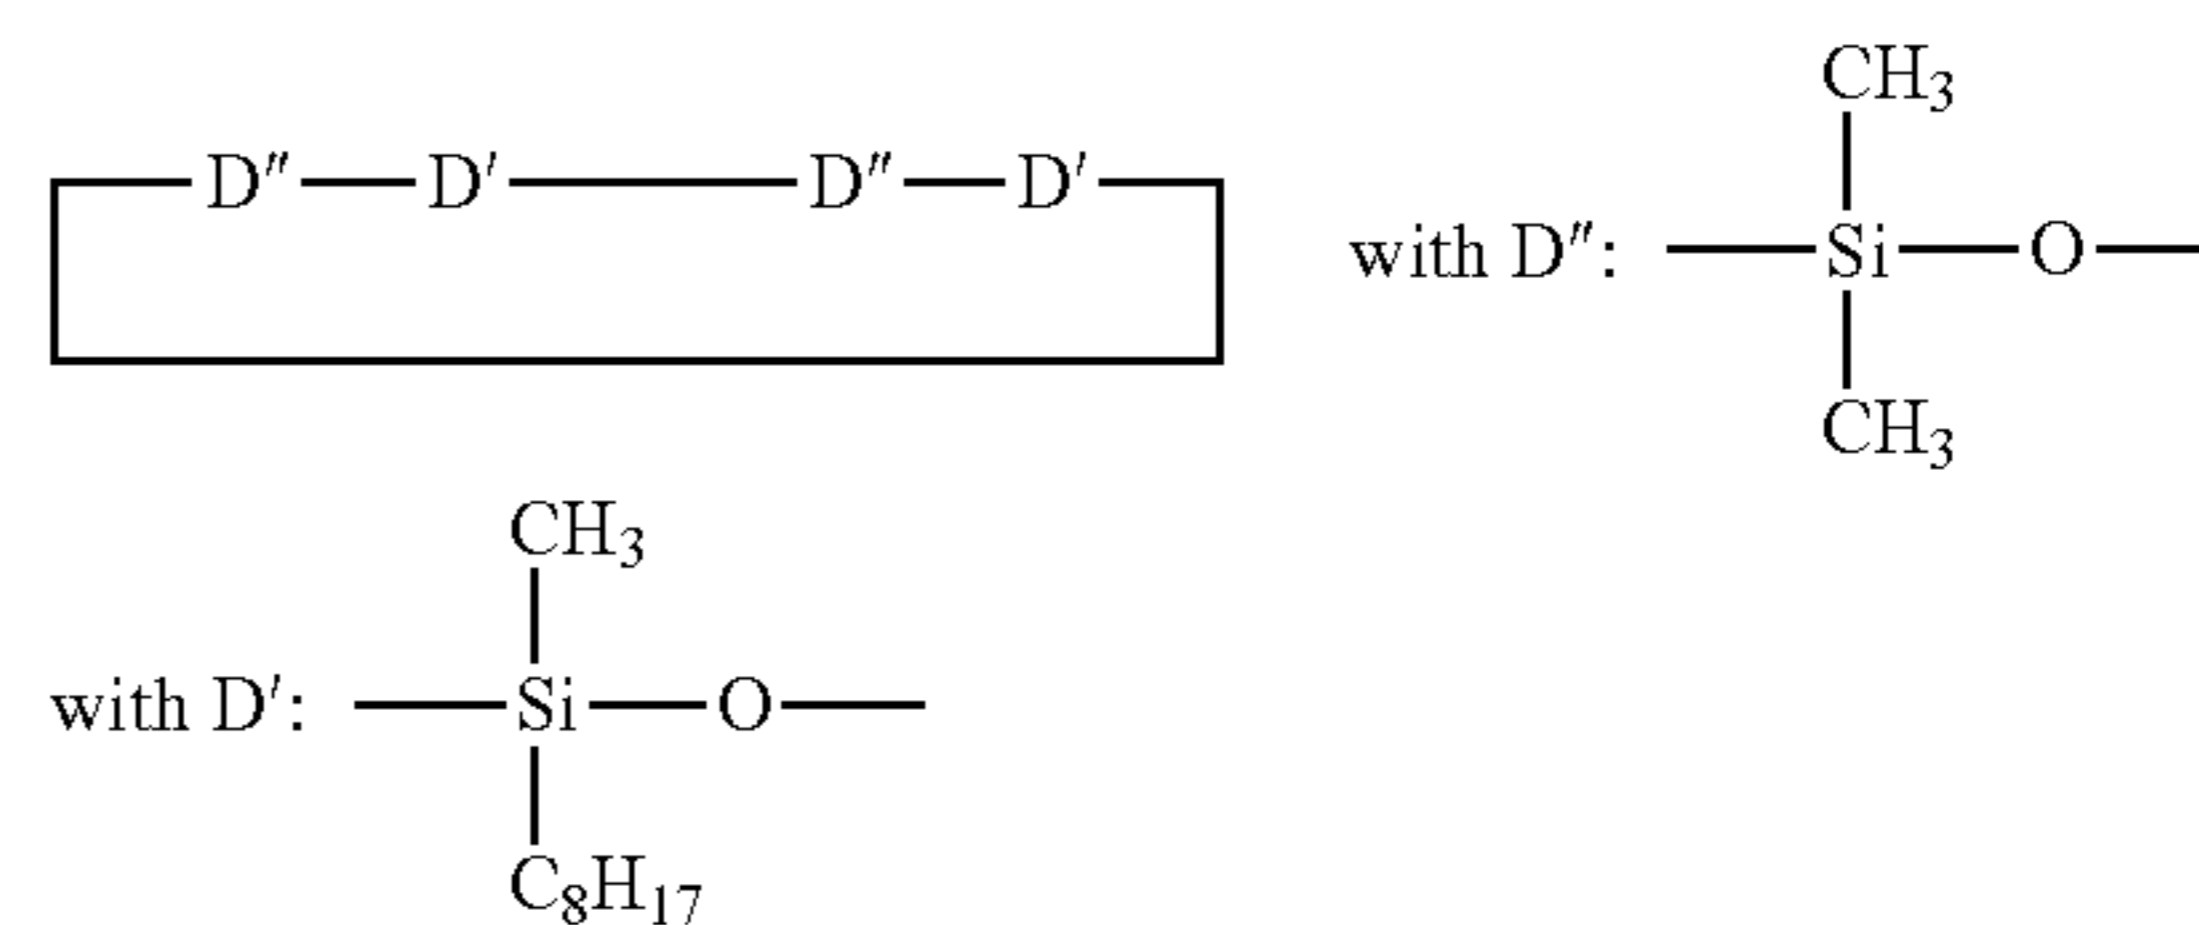 D″ D′ D″ D′
CH₃
with D″: Si O
CH₃
CH₃
with D′: Si O
C₈H₁₇